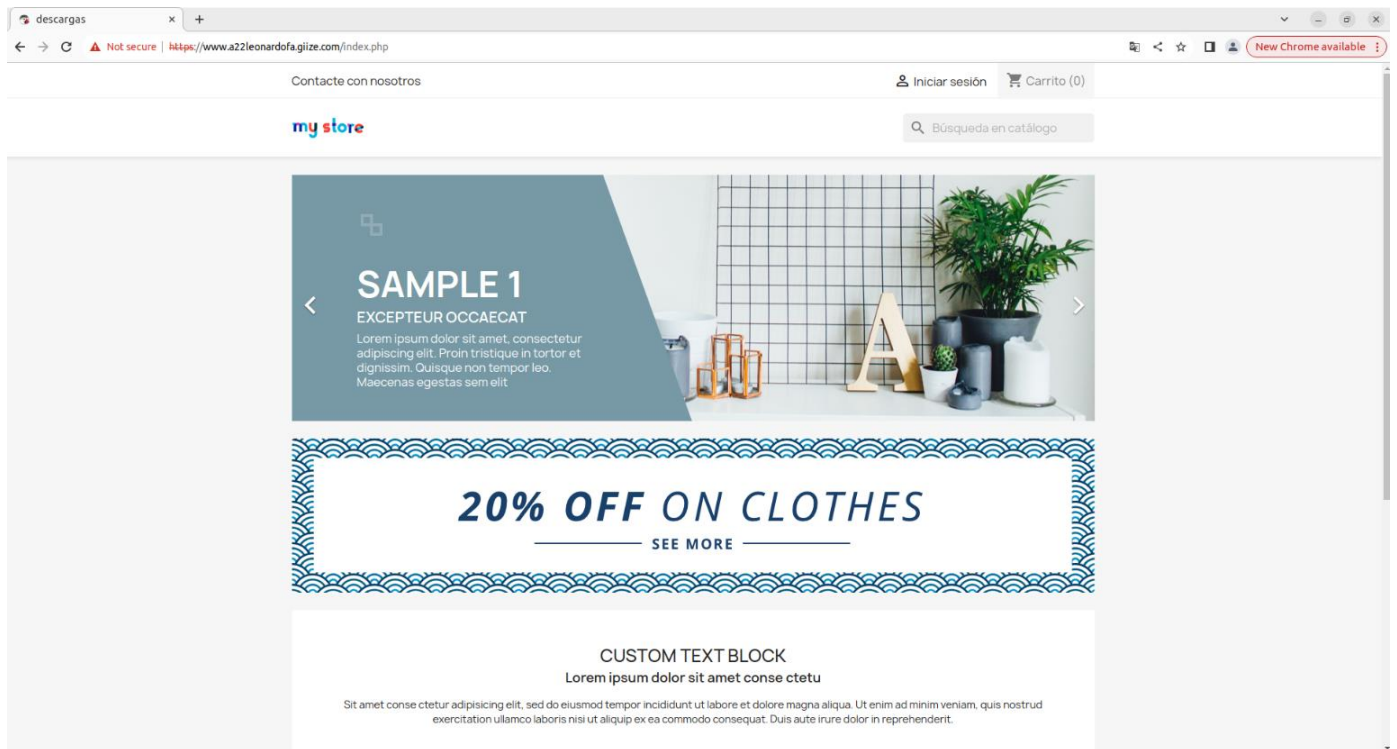 descargas
Not secure https://www.a22leonardofa.giize.com/index.php
New Chrome available
Contacte con nosotros
Iniciar sesión
Carrito (0)
my store
Búsqueda en catálogo
SAMPLE 1
EXCEPTEUR OCCAECAT
Lorem ipsum dolor sit amet, consectetur
adipiscing elit. Proin tristique in tortor et
dignissim. Quisque non tempor leo.
Maecenas egestas sem elit
A
20% OFF ON CLOTHES
SEE MORE
CUSTOM TEXT BLOCK
Lorem ipsum dolor sit amet conse ctetu
Sit amet conse ctetur adipisicing elit, sed do eiusmod tempor incididunt ut labore et dolore magna aliqua. Ut enim ad minim veniam, quis nostrud
exercitation ullamco laboris nisi ut aliquip ex ea commodo consequat. Duis aute irure dolor in reprehenderit.